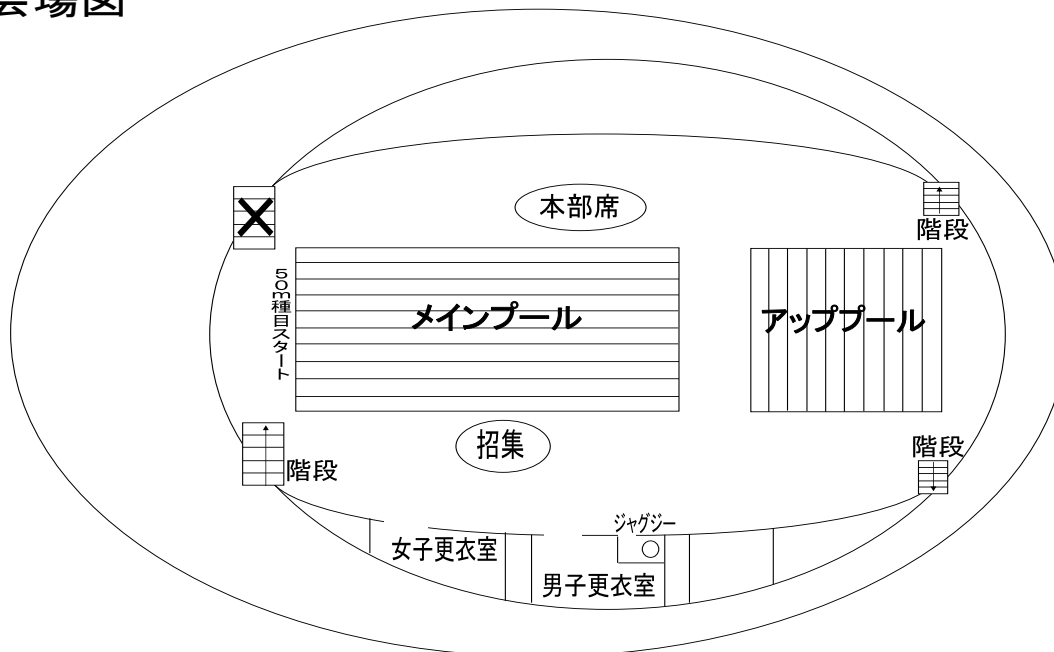 会場図
本部席
階段
50m種目スタート
メインプール
アッププール
招集
階段
階段
ジャグジー
女子更衣室
男子更衣室